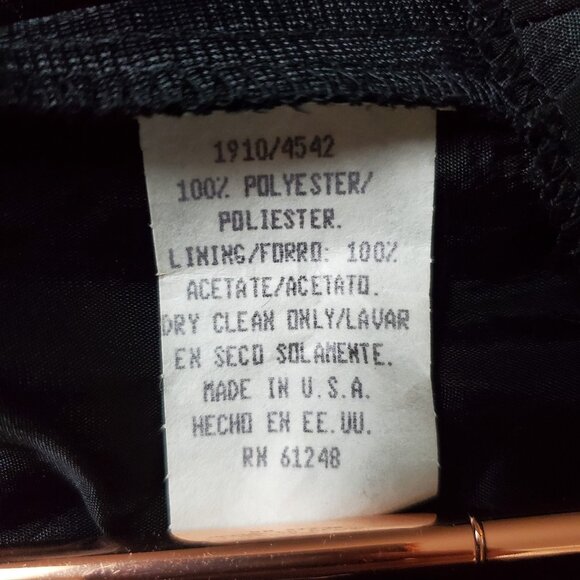 1910/4542
100% POLYESTER/
POLIESTER.
LINING/FORRO: 100%
ACETATE/ACETATO.
DRY CLEAN ONLY/LAVAR
EN SECO SOLAMENTE.
MADE IN U.S.A.
HECHO EN EE.UU.
RN 61248